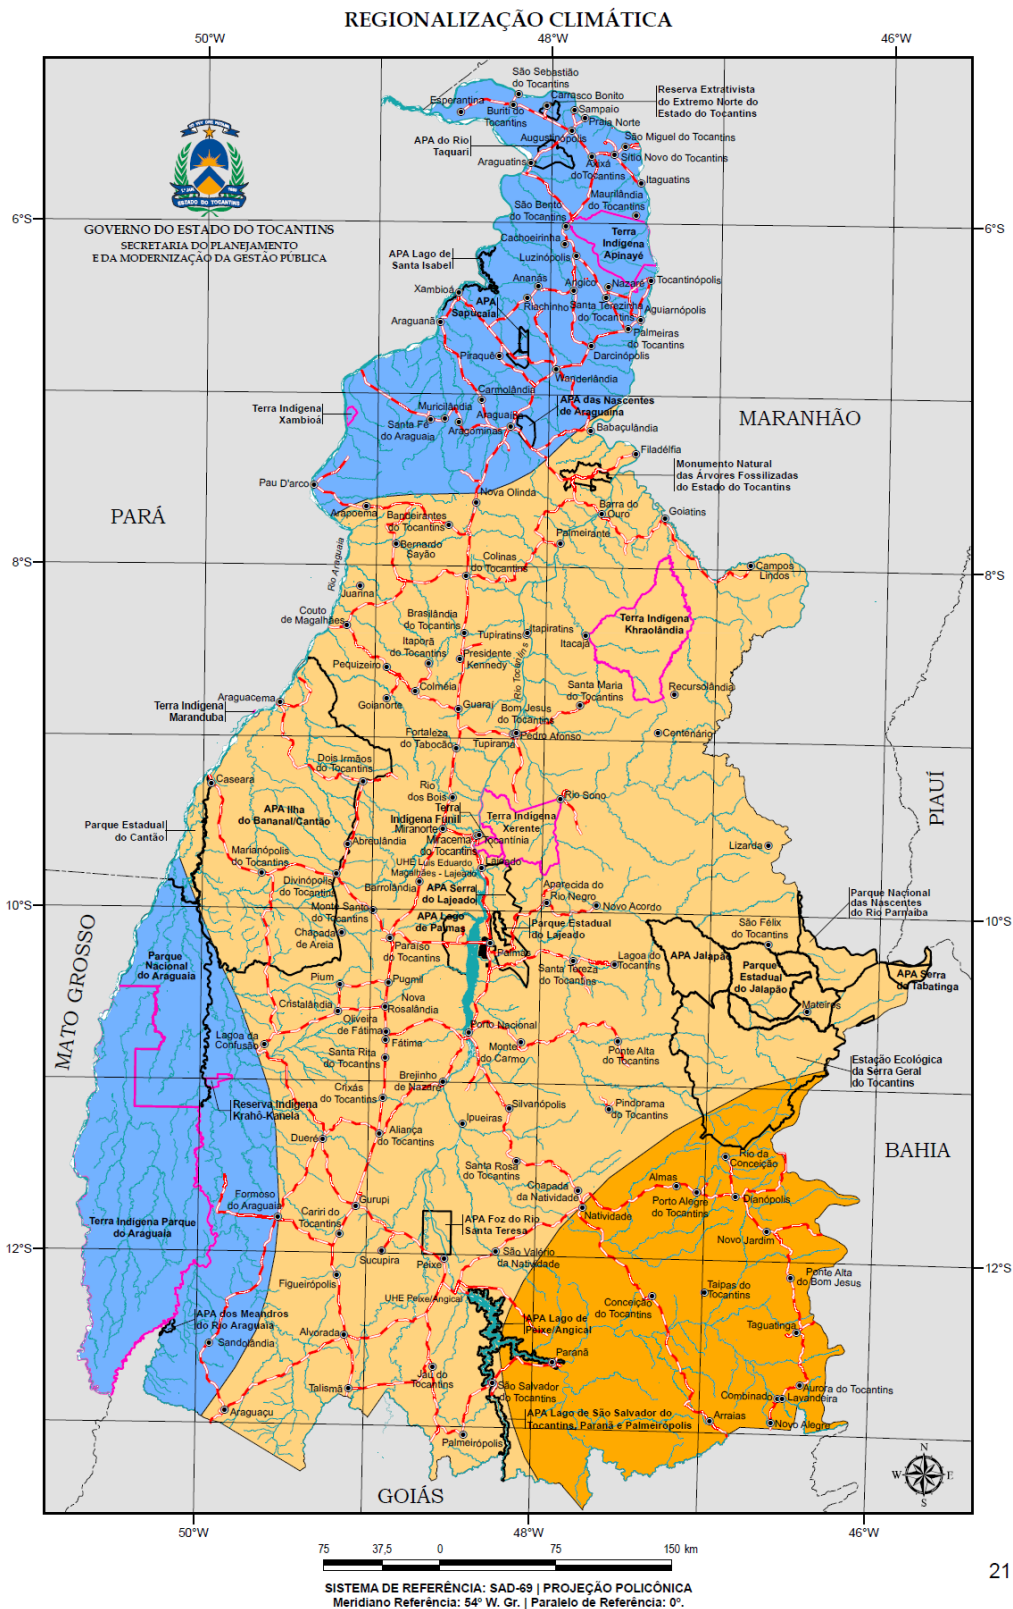 REGIONALIZAÇÃO CLIMÁTICA
50°W
48°W
46°W
São Sebastião
do Tocantins
Esperantina
Carrasco Bonito
Reserva Extrativista
do Extremo Norte do
Estado do Tocantins
Buriti do
Tocantins
Sampaio
Praia Norte
Augustinópolis
São Miguel do Tocantins
APA do Rio
Taquari
Araguatins
Axixá
do Tocantins
Sítio Novo do Tocantins
Itaguatins
Maurilândia
do Tocantins
ESTADO DO TOCANTINS
São Bento
do Tocantins
6°S
6°S
GOVERNO DO ESTADO DO TOCANTINS
SECRETARIA DO PLANEJAMENTO
E DA MODERNIZAÇÃO DA GESTÃO PÚBLICA
Terra
Indígena
Apinayé
Cachoeirinha
Luzinópolis
APA Lago de
Santa Isabel
Xambioá
Ananás
Angico
Nazaré
Tocantinópolis
APA
Sapucaia
Riachinho
Santa Terezinha
do Tocantins
Aguiarnópolis
Araguanã
Palmeiras
do Tocantins
Piraquê
Darcinópolis
Wanderlândia
Carmolândia
APA das Nascentes
de Araguaína
Terra Indígena
Xambioá
Muricilândia
Santa Fé
do Araguaia
Aragominas
Araguaína
Babaçulândia
MARANHÃO
Filadélfia
Monumento Natural
das Árvores Fossilizadas
do Estado do Tocantins
Pau D'arco
Nova Olinda
PARÁ
Arapoema
Bandeirantes
do Tocantins
Barra do
Ouro
Goiatins
Palmeirante
Bernardo
Sayão
Rio Araguaia
Colinas
do Tocantins
8°S
8°S
Campos
Lindos
Juarina
Couto
de Magalhães
Brasilândia
do Tocantins
Tupiratins
Itapiratins
Terra Indígena
Khraolândia
Itacajá
Itaporã
do Tocantins
Presidente
Kennedy
Rio Tocantins
Pequizeiro
Colméia
Goianorte
Guaraí
Santa Maria
do Tocantins
Recursolândia
Araguacema
Terra Indígena
Maranduba
Bom Jesus
do Tocantins
Pedro Afonso
Centenário
Fortaleza
do Tabocão
Tupirama
Dois Irmãos
do Tocantins
Caseara
Rio
dos Bois
Rio Sono
PIAUÍ
APA Ilha
do Bananal/Cantão
Parque Estadual
do Cantão
Terra
Indígena Funil
Terra Indígena
Xerente
Miranorte
Miracema
do Tocantins
Tocantínia
Abreulândia
Lizarda
Marianópolis
do Tocantins
UHE Luís Eduardo
Magalhães - Lajeado
Lajeado
Divinópolis
do Tocantins
Barrolândia
APA Serra
do Lajeado
Aparecida do
Rio Negro
Novo Acordo
Parque Nacional
das Nascentes
do Rio Parnaíba
10°S
10°S
Monte Santo
do Tocantins
APA Lago
de Palmas
Parque Estadual
do Lajeado
São Félix
do Tocantins
Chapada
de Areia
Paraíso
do Tocantins
Palmas
MATO GROSSO
Parque
Nacional
do Araguaia
Santa Tereza
do Tocantins
Lagoa do
Tocantins
APA Jalapão
Parque
Estadual
do Jalapão
APA Serra
da Tabatinga
Pium
Pugmil
Mateiros
Cristalândia
Nova
Rosalândia
Oliveira
de Fátima
Fátima
Porto Nacional
Lagoa da
Confusão
Santa Rita
do Tocantins
Monte
do Carmo
Ponte Alta
do Tocantins
Estação Ecológica
da Serra Geral
do Tocantins
Brejinho
de Nazaré
Crixás
do Tocantins
Reserva Indígena
Krahô-Kanela
Silvanópolis
Pindorama
do Tocantins
Ipueiras
Dueré
Aliança
do Tocantins
BAHIA
Rio da
Conceição
Santa Rosa
do Tocantins
Chapada
da Natividade
Almas
Porto Alegre
do Tocantins
Dianópolis
Formoso
do Araguaia
Gurupi
Cariri do
Tocantins
Natividade
Terra Indígena Parque
do Araguaia
APA Foz do Rio
Santa Teresa
Novo Jardim
12°S
12°S
Sucupira
Peixe
São Valério
da Natividade
Ponte Alta
do Bom Jesus
Figueirópolis
UHE Peixe/Angical
Taipas do
Tocantins
Conceição
do Tocantins
APA dos Meandros
do Rio Araguaia
APA Lago de
Peixe/Angical
Taguatinga
Sandolândia
Alvorada
Paranã
Talismã
Jaú do
Tocantins
São Salvador
do Tocantins
Combinado
Aurora do Tocantins
Lavandeira
Araguaçu
APA Lago de São Salvador do
Tocantins, Paranã e Palmeirópolis
Arraias
Novo Alegre
Palmeirópolis
GOIÁS
N
W
E
S
50°W
48°W
46°W
75
37,5
0
75
150 km
21
SISTEMA DE REFERÊNCIA: SAD-69 | PROJEÇÃO POLICÔNICA
Meridiano Referência: 54º W. Gr. | Paralelo de Referência: 0º.